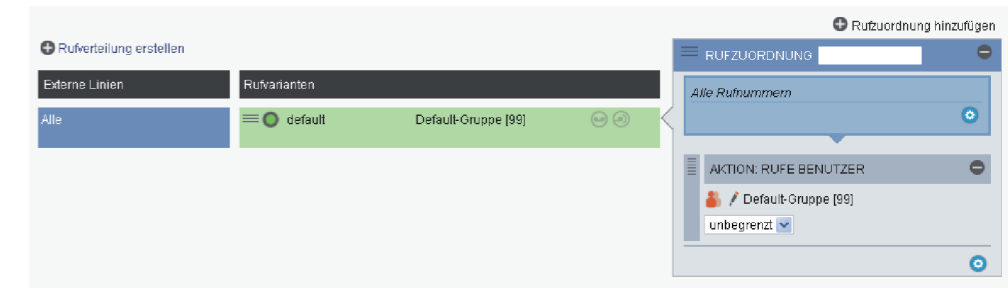 Rufzuordnung hinzufügen
Rufverteilung erstellen
RUFZUORDNUNG
Externe Linien
Rufvarianten
Alle Rufnummern
Alle
default
Default-Gruppe [99]
AKTION: RUFE BENUTZER
Default-Gruppe [99]
unbegrenzt